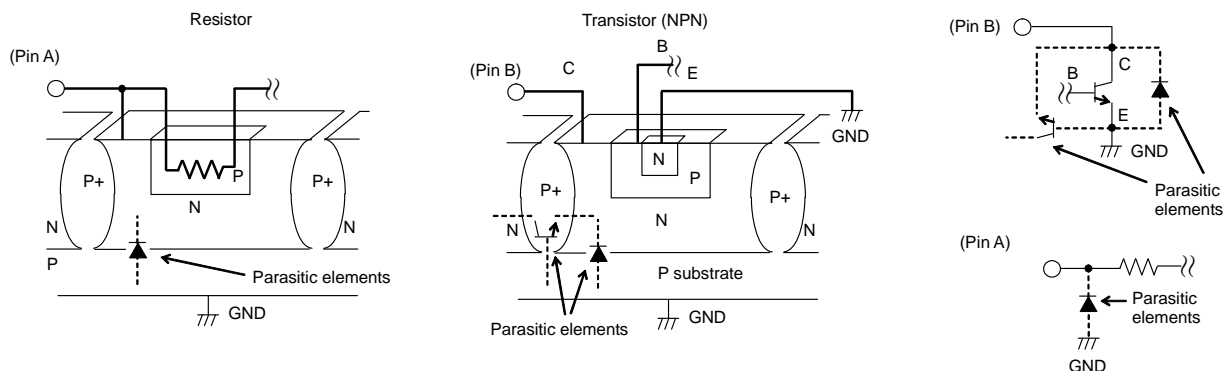 Resistor
(Pin A)
P+
P
P+
N
N
N
P
Parasitic elements
GND
Transistor (NPN)
B
(Pin B)
C
E
GND
N
P
P+
P+
N
N
N
P substrate
Parasitic elements
GND
(Pin B)
C
B
E
GND
Parasitic
elements
(Pin A)
Parasitic
elements
GND